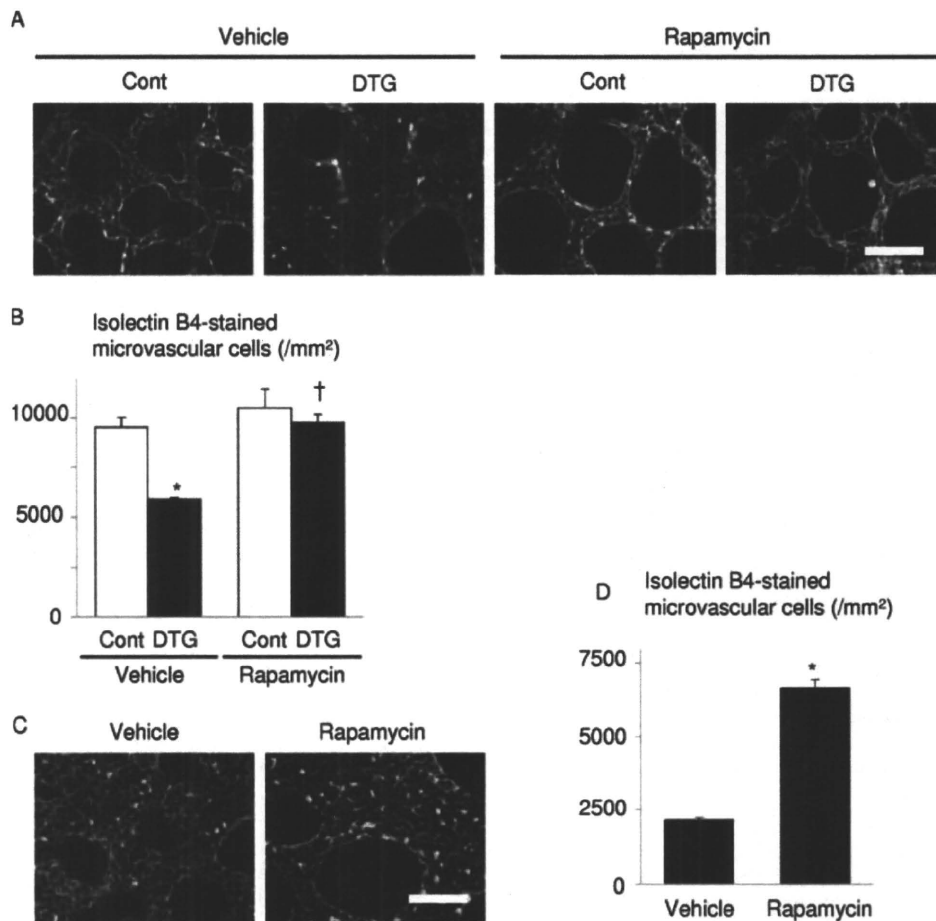 A
Vehicle Rapamycin
Cont DTG Cont DTG
B
Isolectin B4-stained
microvascular cells (/mm²)
10000
5000
0
†
*
Cont DTG Cont DTG
Vehicle Rapamycin
C
Vehicle Rapamycin
D
Isolectin B4-stained
microvascular cells (/mm²)
7500
5000
2500
0
*
Vehicle Rapamycin